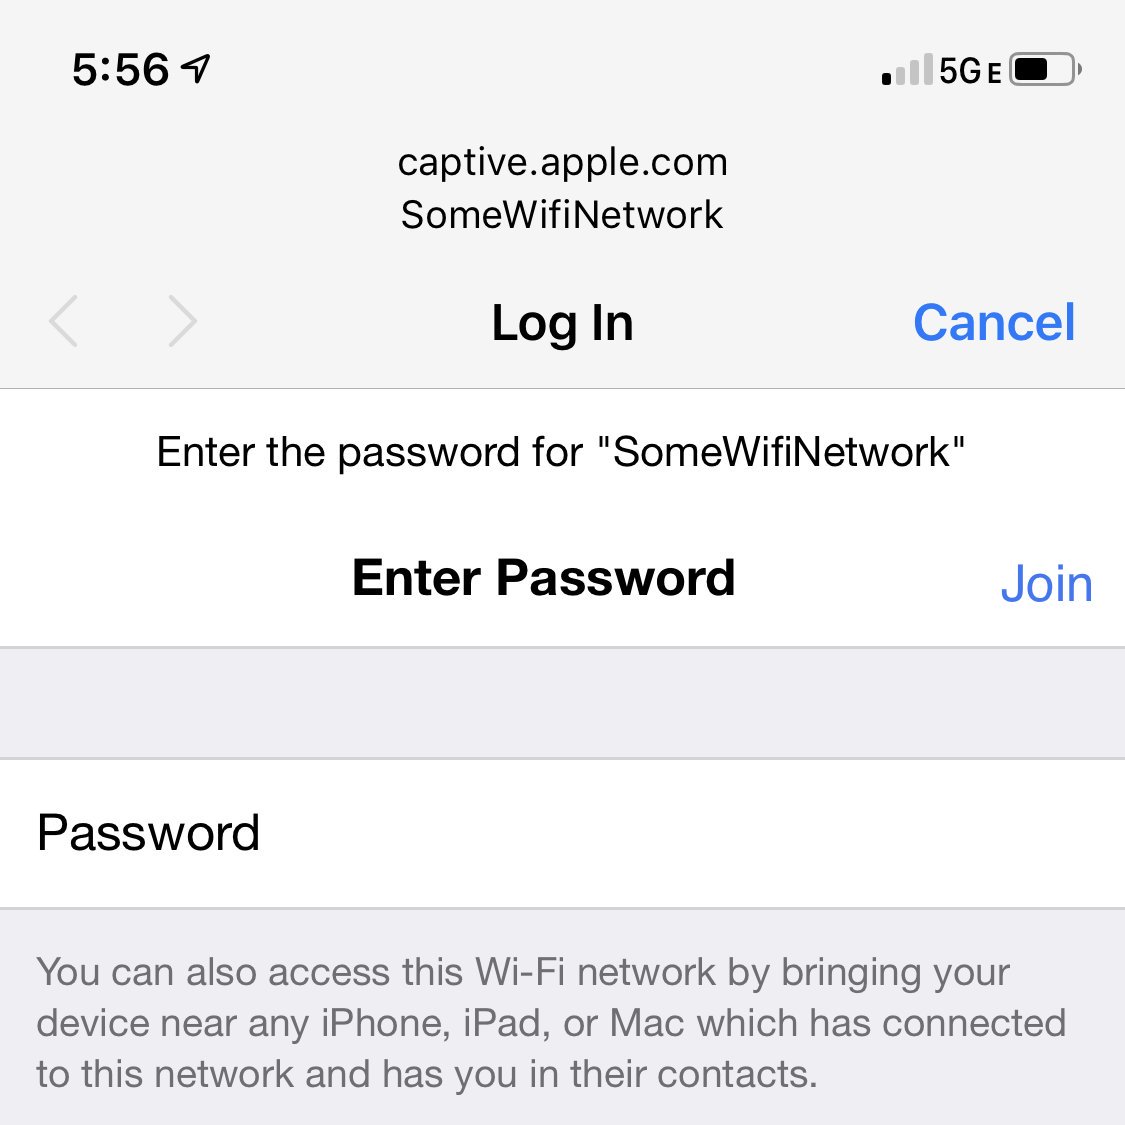 5:56 5GE
captive.apple.com
SomeWifiNetwork
Log In Cancel
Enter the password for "SomeWifiNetwork"
Enter Password Join
Password
You can also access this Wi-Fi network by bringing your
device near any iPhone, iPad, or Mac which has connected
to this network and has you in their contacts.